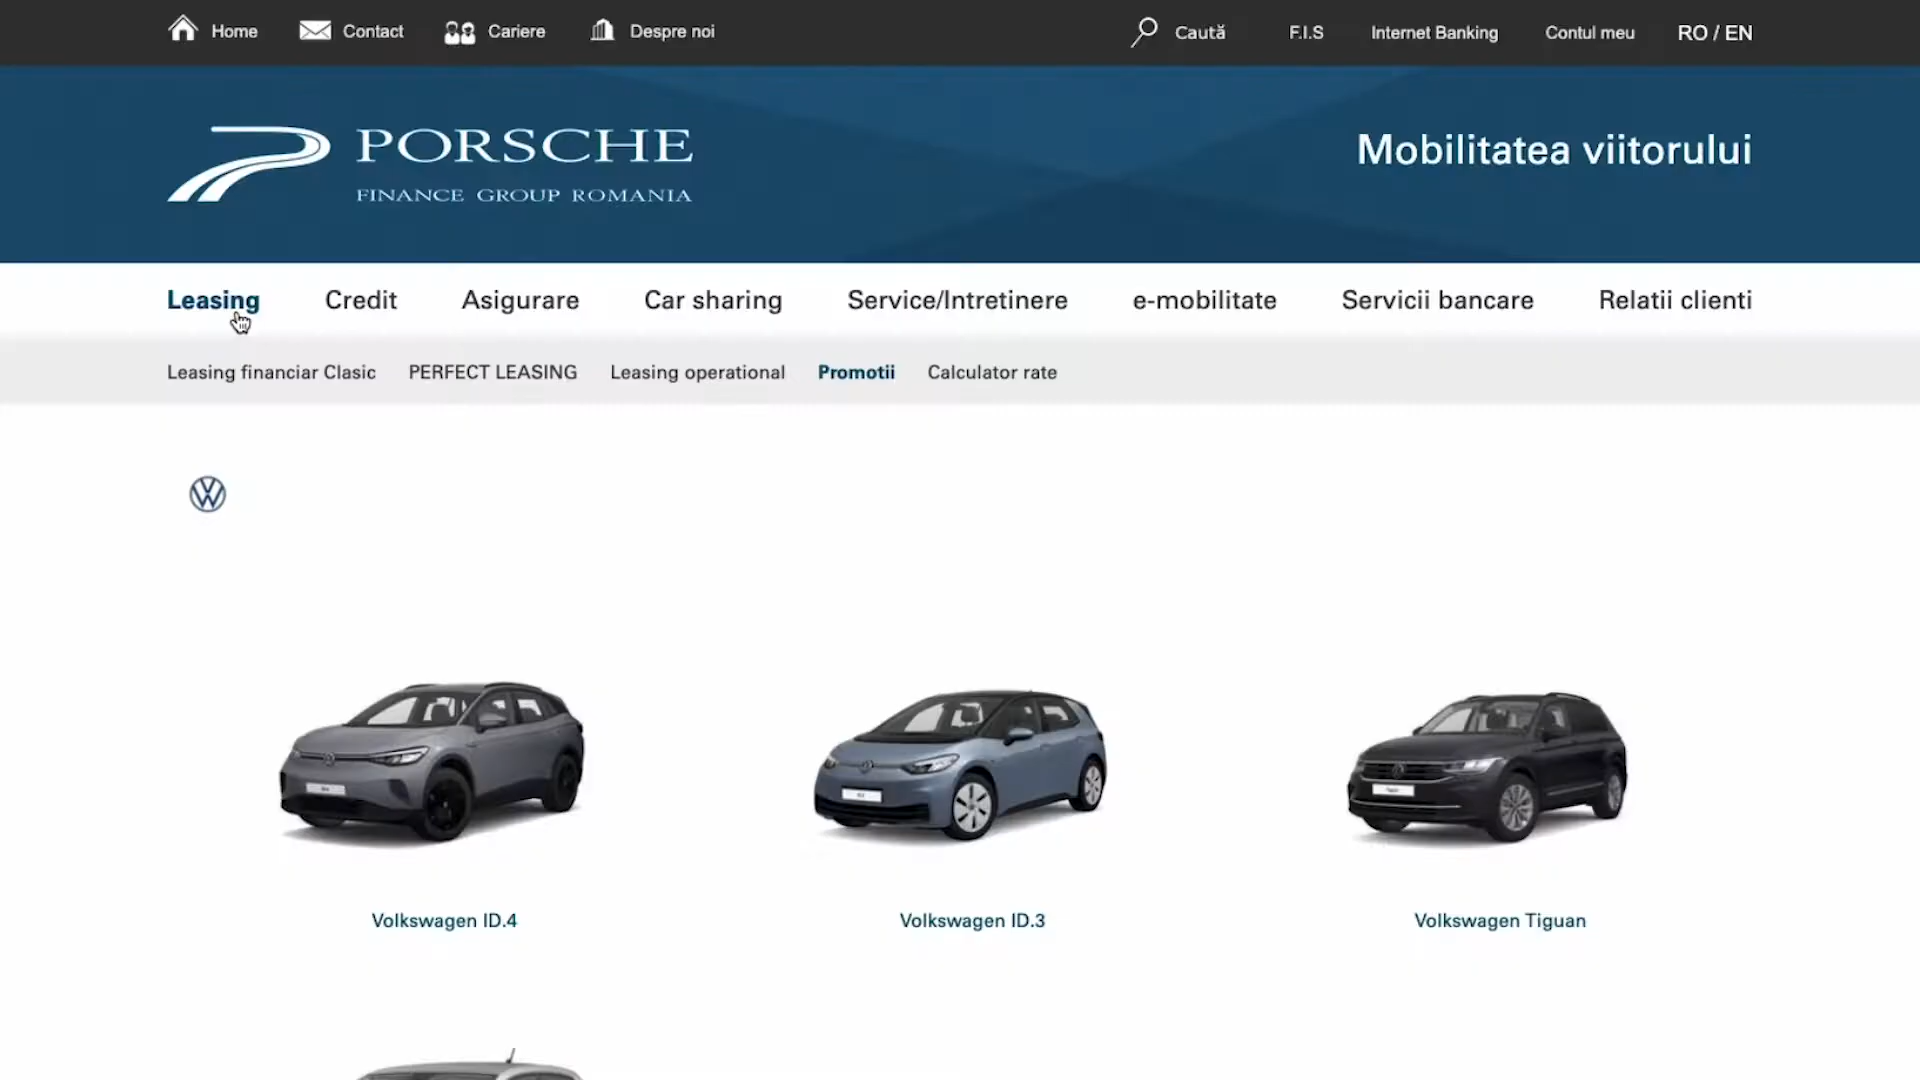 Home Contact Cariere Despre noi Caută F.I.S Internet Banking Contul meu RO / EN
PORSCHE
FINANCE GROUP ROMANIA
Mobilitatea viitorului
Leasing Credit Asigurare Car sharing Service/Intretinere e-mobilitate Servicii bancare Relatii clienti
Leasing financiar Clasic PERFECT LEASING Leasing operational Promotii Calculator rate
Volkswagen ID.4 Volkswagen ID.3 Volkswagen Tiguan